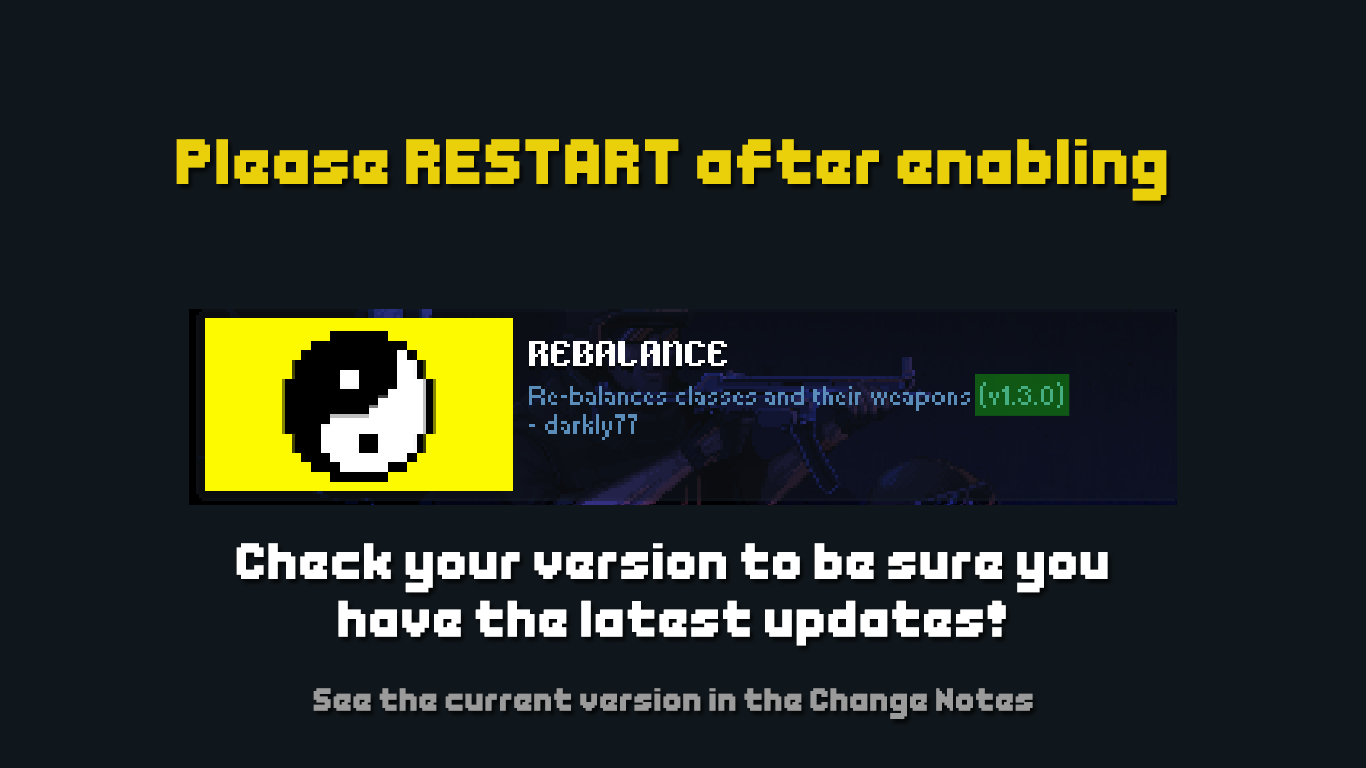 Please RESTART after enabling
REBALANCE
Re-balances classes and their weapons (v1.3.0)
- darkly77
Check your version to be sure you
have the latest updates!
See the current version in the Change Notes